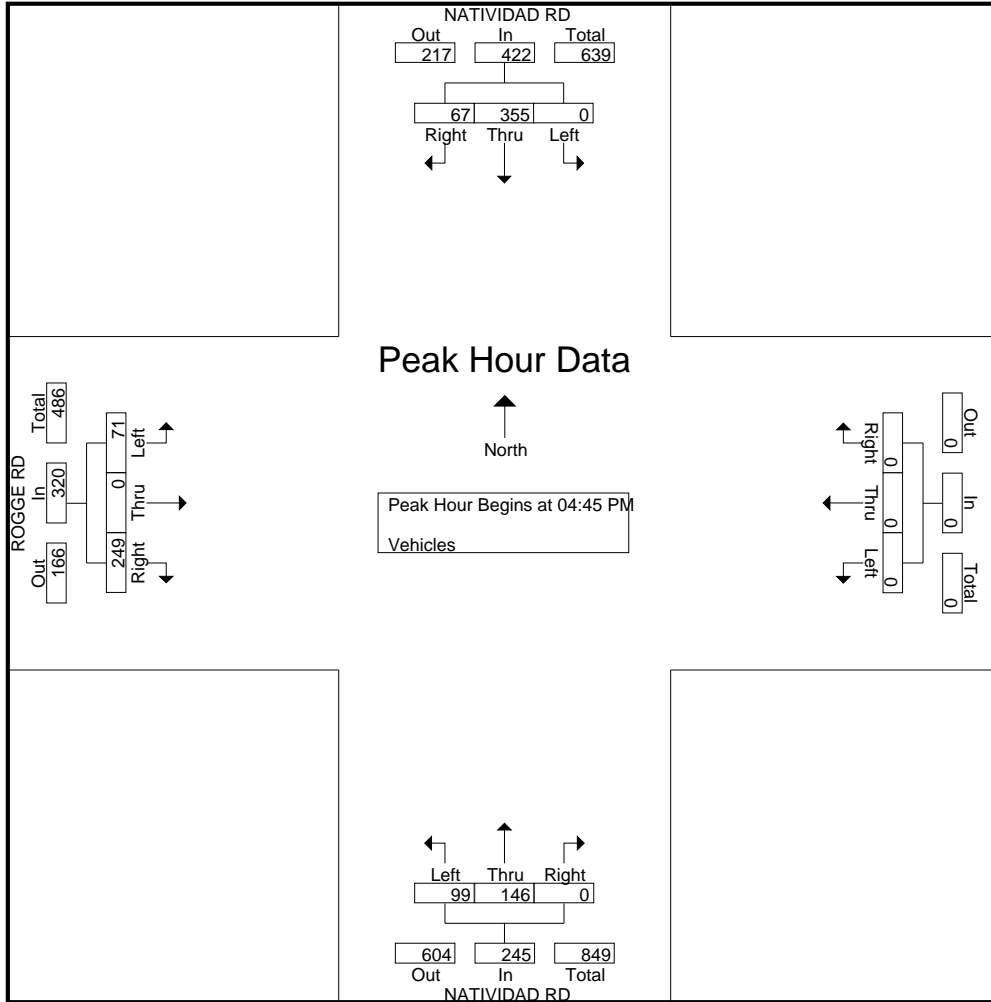 NATIVIDAD RD
Out In Total
217 422 639
67 355 0
Right Thru Left
Peak Hour Data
North
Peak Hour Begins at 04:45 PM
Vehicles
ROGGE RD
Out In Total
166 320 486
249 0 71
Right Thru Left
Out In Total
0 0 0
Right Thru Left
0 0 0
Left Thru Right
99 146 0
604 245 849
Out In Total
NATIVIDAD RD